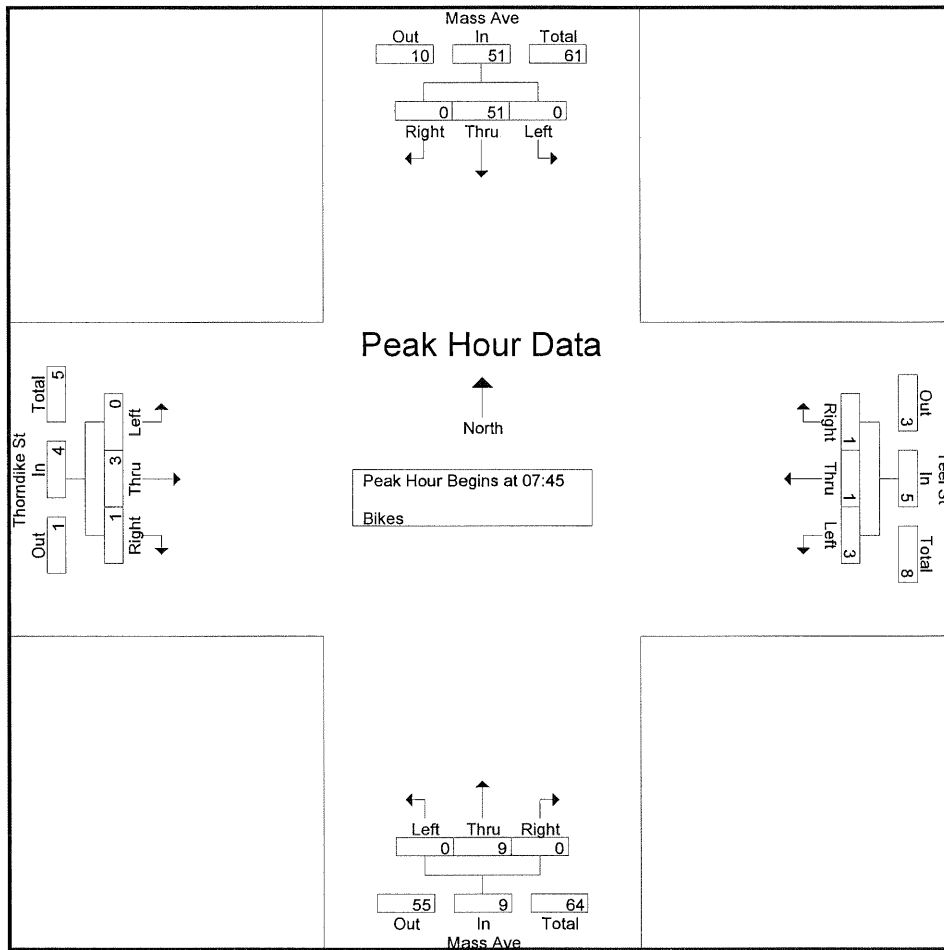 Mass Ave
Out In Total
10 51 61
0 51 0
Right Thru Left
Peak Hour Data
North
Peak Hour Begins at 07:45
Bikes
Thorndike St
Total In Out
5 4 1
0 3 1
Left Thru Right
Right Thru Left
1 1 3
Out In Total
3 5 8
St
Left Thru Right
0 9 0
55 9 64
Out In Total
Mass Ave